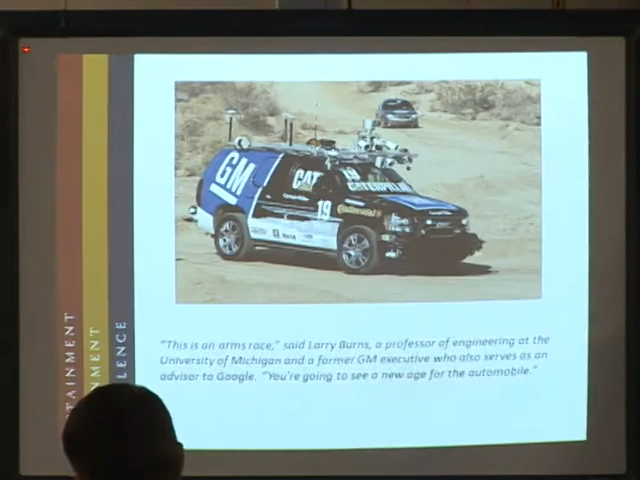 GM
CAT
CATERPILLAR
19
"This is an arms race," said Larry Burns, a professor of engineering at the
University of Michigan and a former GM executive who also serves as an
advisor to Google. "You're going to see a new age for the automobile."
TAINMENT
NMENT
LENCE